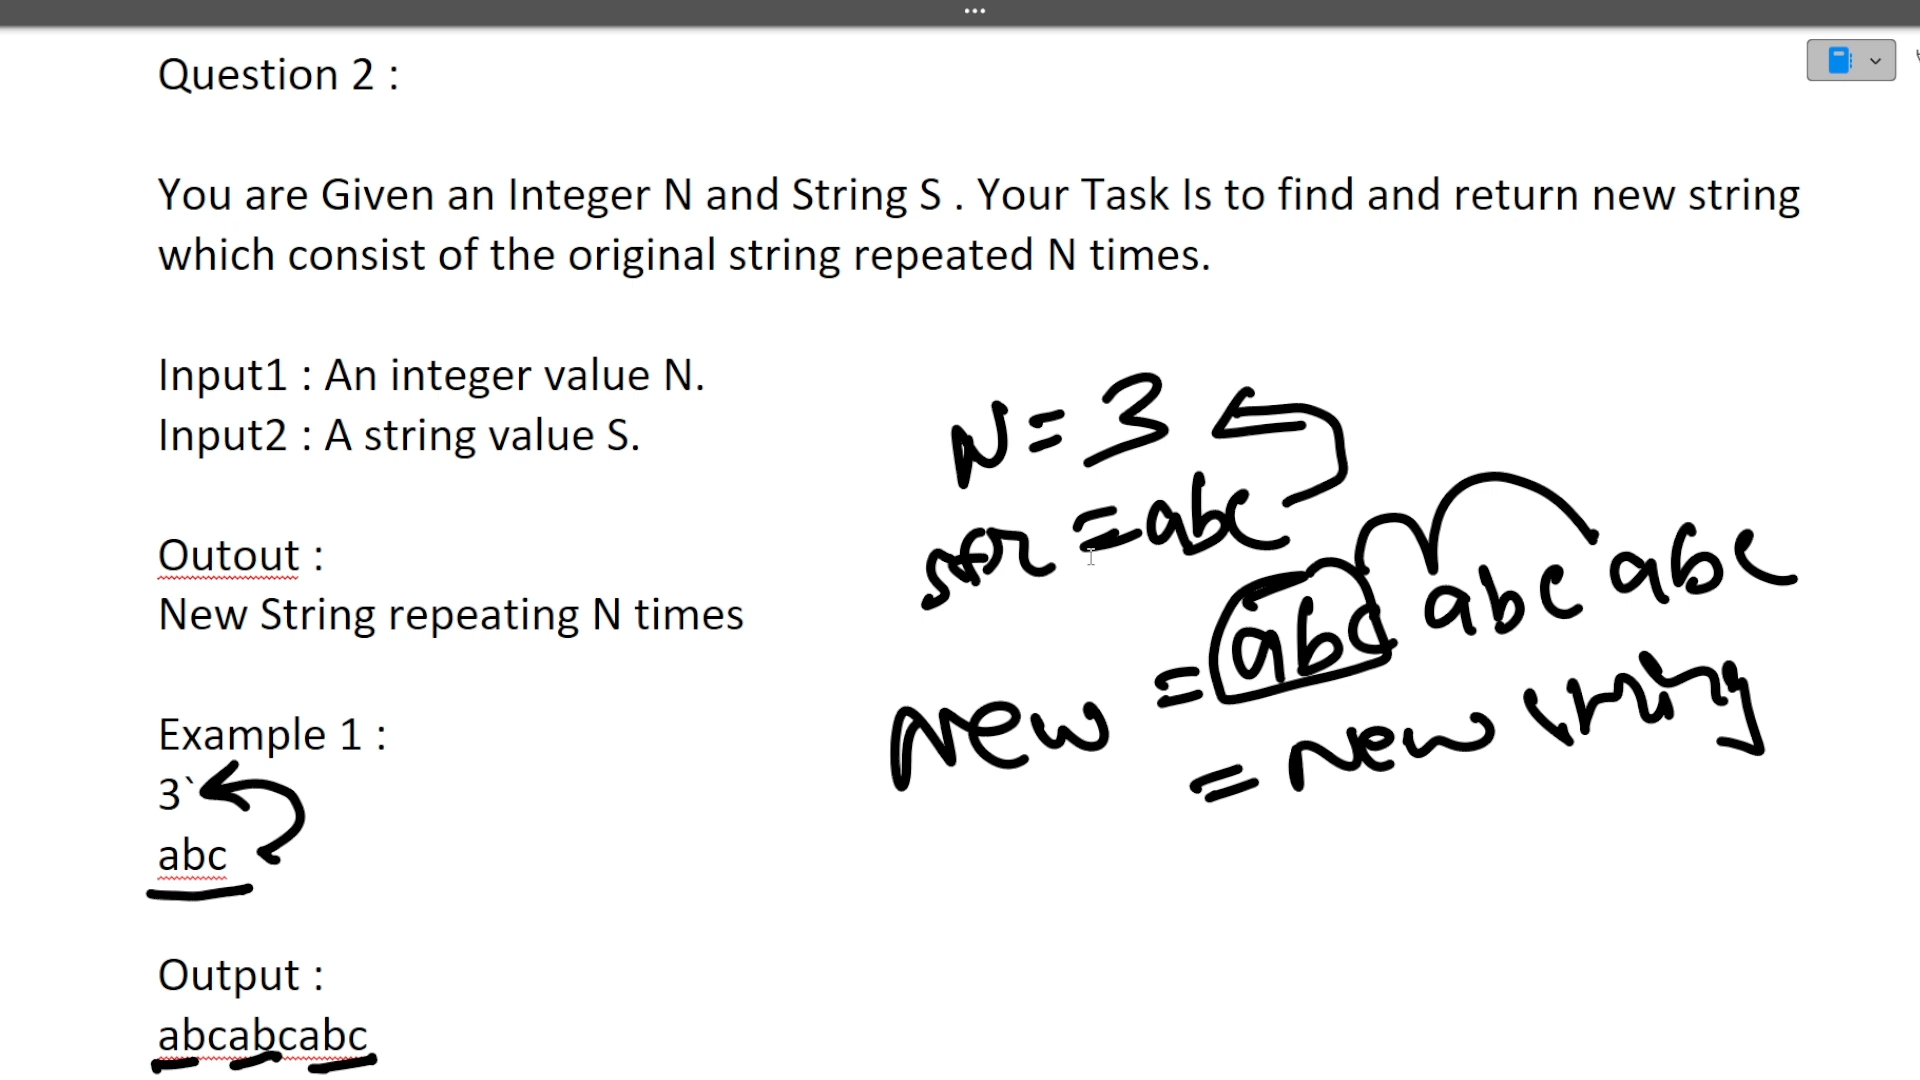 Question 2 :
You are Given an Integer N and String S . Your Task Is to find and return new string
which consist of the original string repeated N times.
Input1 : An integer value N.
Input2 : A string value S.
Outout :
New String repeating N times
Example 1 :
3`
abc
Output :
abcabcabc
N = 3
str = abc
New = abc abc abc
= New string